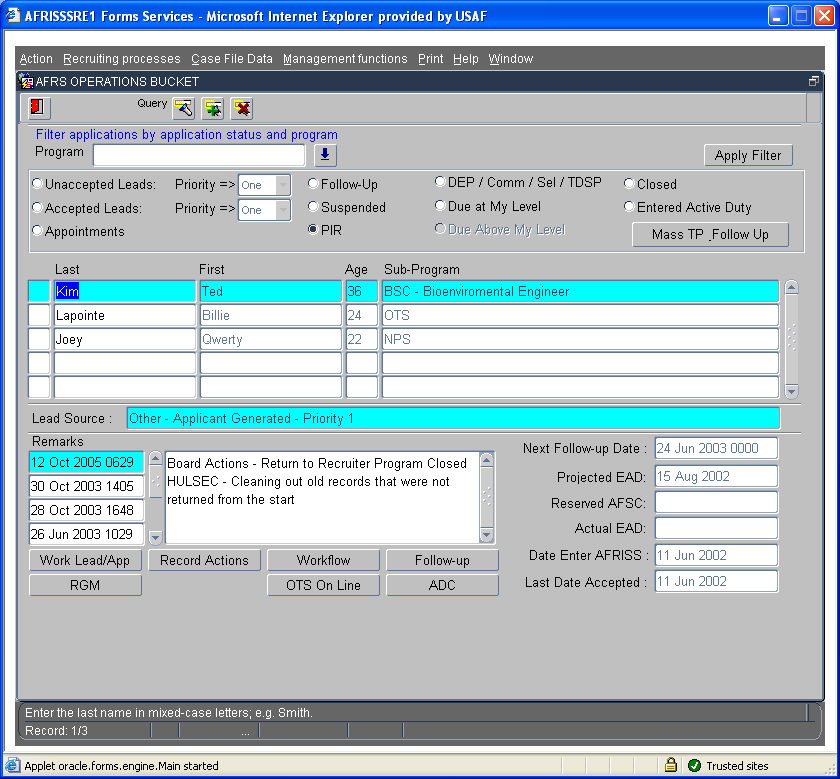 AFRISSSRE1 Forms Services - Microsoft Internet Explorer provided by USAF
Action Recruiting processes Case File Data Management functions Print Help Window
AFRS OPERATIONS BUCKET
Query
Filter applications by application status and program
Program
Apply Filter
Unaccepted Leads: Priority => One Follow-Up DEP / Comm / Sel / TDSP Closed
Accepted Leads: Priority => One Suspended Due at My Level Entered Active Duty
Appointments PIR Due Above My Level Mass TP _Follow Up
Last First Age Sub-Program
Kim Ted 36 BSC - Bioenviromental Engineer
Lapointe Billie 24 OTS
Joey Qwerty 22 NPS
Lead Source : Other - Applicant Generated - Priority 1
Remarks
12 Oct 2005 0629
30 Oct 2003 1405
28 Oct 2003 1648
26 Jun 2003 1029
Board Actions - Return to Recruiter Program Closed
HULSEC - Cleaning out old records that were not
returned from the start
Next Follow-up Date : 24 Jun 2003 0000
Projected EAD: 15 Aug 2002
Reserved AFSC:
Actual EAD:
Date Enter AFRISS : 11 Jun 2002
Last Date Accepted : 11 Jun 2002
Work Lead/App Record Actions Workflow Follow-up
RGM OTS On Line ADC
Enter the last name in mixed-case letters; e.g. Smith.
Record: 1/3 ...
Applet oracle.forms.engine.Main started Trusted sites